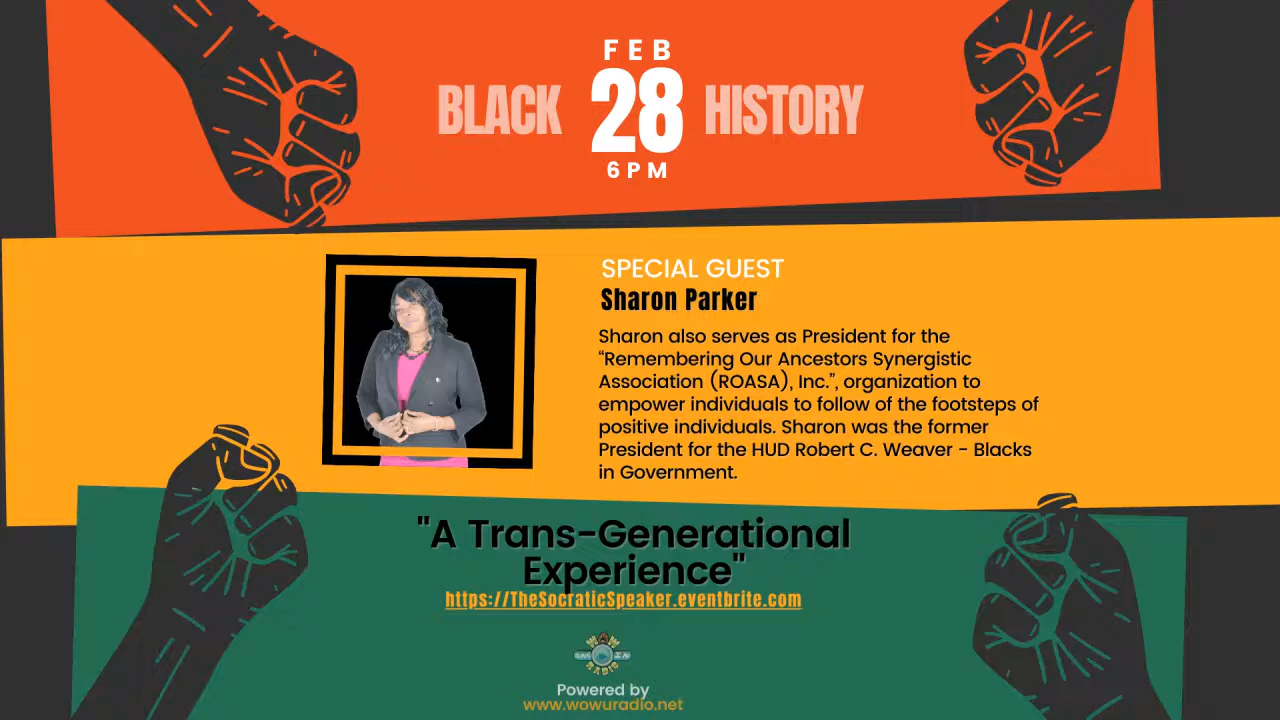 FEB
BLACK 28 HISTORY
6PM
SPECIAL GUEST
Sharon Parker
Sharon also serves as President for the
“Remembering Our Ancestors Synergistic
Association (ROASA), Inc.”, organization to
empower individuals to follow of the footsteps of
positive individuals. Sharon was the former
President for the HUD Robert C. Weaver - Blacks
in Government.
"A Trans-Generational
Experience"
https://TheSocraticSpeaker.eventbrite.com
RADIO
Powered by
www.wowuradio.net